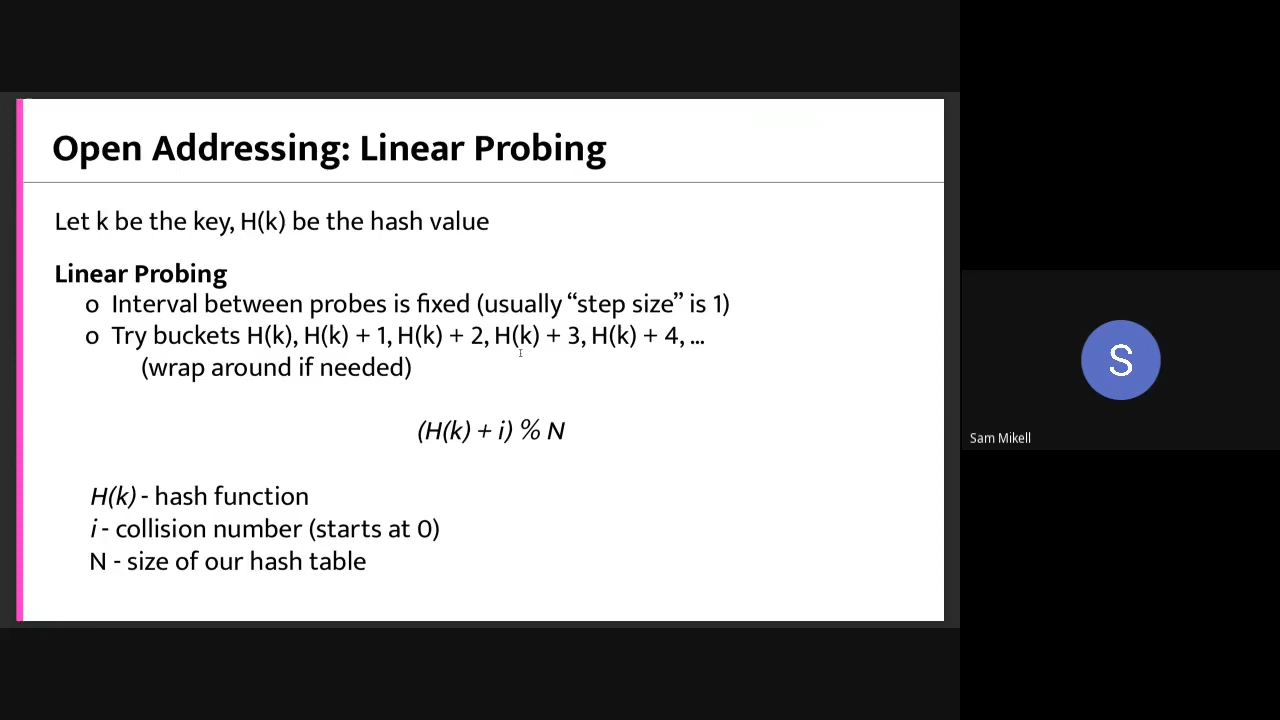 Open Addressing: Linear Probing
Let k be the key, H(k) be the hash value
Linear Probing
o Interval between probes is fixed (usually “step size” is 1)
o Try buckets H(k), H(k) + 1, H(k) + 2, H(k) + 3, H(k) + 4, ...
(wrap around if needed)
(H(k) + i) % N
H(k) - hash function
i - collision number (starts at 0)
N - size of our hash table
S
Sam Mikell